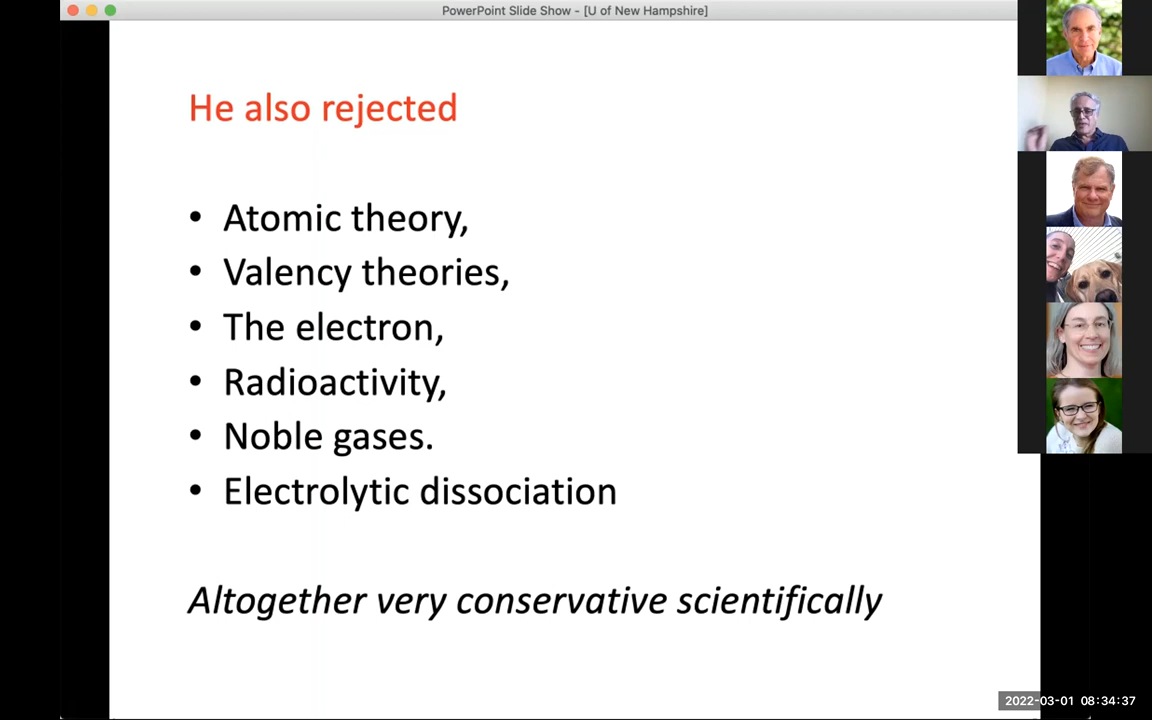 PowerPoint Slide Show - [U of New Hampshire]
He also rejected
• Atomic theory,
• Valency theories,
• The electron,
• Radioactivity,
• Noble gases.
• Electrolytic dissociation
Altogether very conservative scientifically
2022-03-01 08:34:37